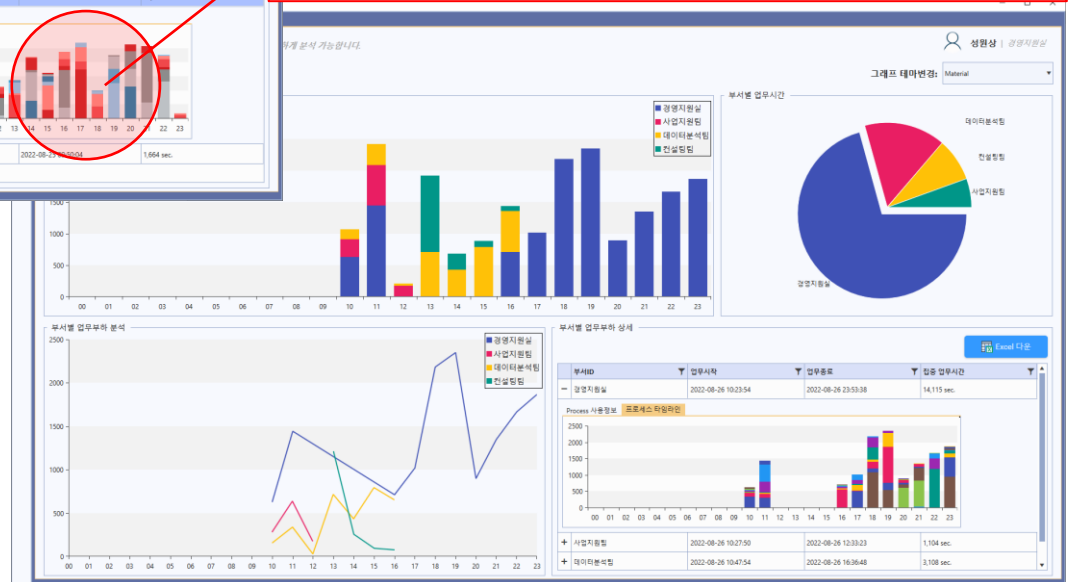 13 14 15 16 17 18 19 20 21 22 23
1,664 sec.
하게 분석 가능합니다.
성원상 | 경영지원실
그래프 테마변경: Material
경영지원실
사업지원팀
데이터분석팀
컨설팅팀
1500
1000
500
0
00 01 02 03 04 05 06 07 08 09 10 11 12 13 14 15 16 17 18 19 20 21 22 23
부서별 업무시간
데이터분석팀
컨설팅팀
사업지원팀
경영지원실
부서별 업무부하 분석
2500
2000
1500
1000
500
0
00 01 02 03 04 05 06 07 08 09 10 11 12 13 14 15 16 17 18 19 20 21 22 23
경영지원실
사업지원팀
데이터분석팀
컨설팅팀
부서별 업무부하 상세
Excel 다운
부서ID 업무시작 업무종료 집중 업무시간
경영지원실 2022-08-26 10:23:54 2022-08-26 23:53:38 14,115 sec.
Process 사용정보 프로세스 타임라인
2500
2000
1500
1000
500
0
00 01 02 03 04 05 06 07 08 09 10 11 12 13 14 15 16 17 18 19 20 21 22 23
사업지원팀 2022-08-26 10:27:50 2022-08-26 12:33:23 1,104 sec.
데이터분석팀 2022-08-26 10:47:54 2022-08-26 16:36:48 3,108 sec.